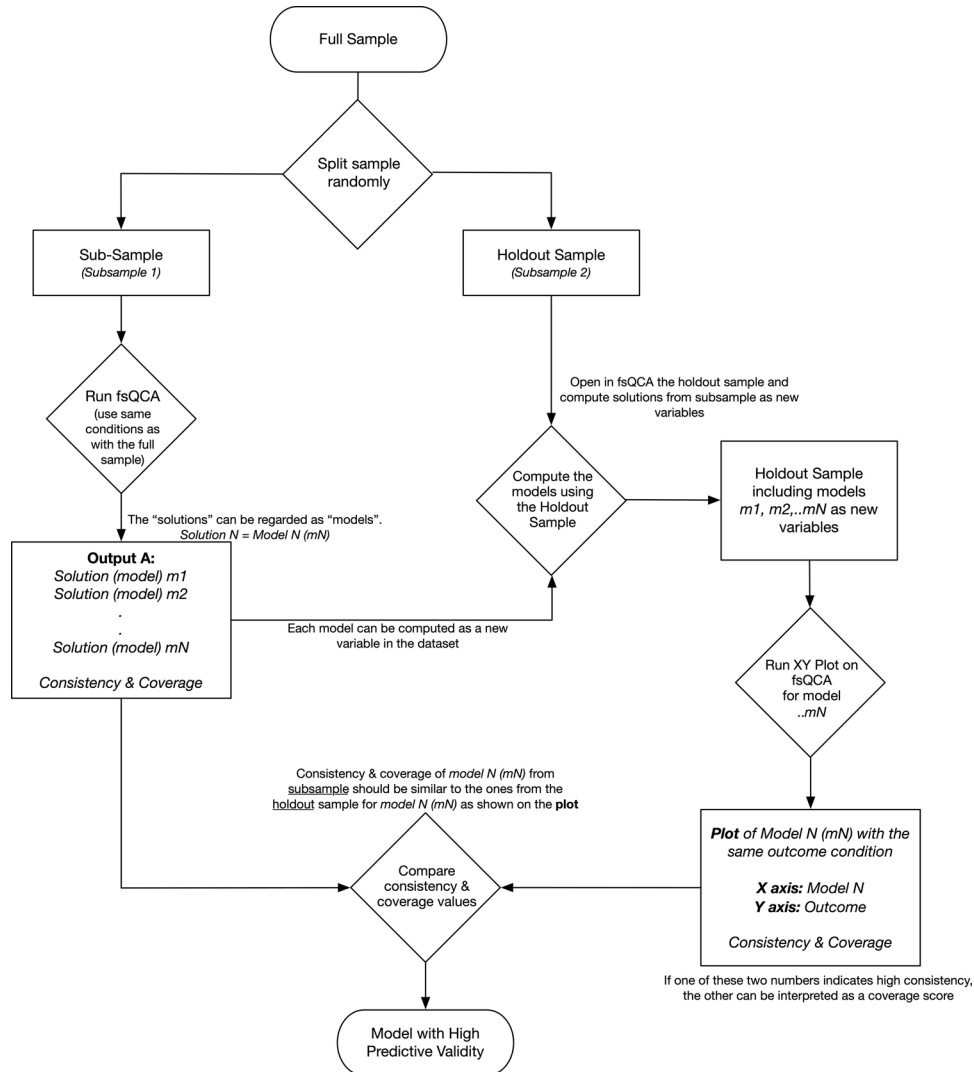 Full Sample
Split sample
randomly
Sub-Sample
(Subsample 1)
Holdout Sample
(Subsample 2)
Run fsQCA
(use same
conditions as
with the full
sample)
Open in fsQCA the holdout sample and
compute solutions from subsample as new
variables
Compute the
models using
the Holdout
Sample
Holdout Sample
including models
m1, m2,..mN as new
variables
The “solutions” can be regarded as “models”.
Solution N = Model N (mN)
Output A:
Solution (model) m1
Solution (model) m2
.
.
Solution (model) mN
Consistency & Coverage
Each model can be computed as a new
variable in the dataset
Run XY Plot on
fsQCA
for model
..mN
Consistency & coverage of model N (mN) from
subsample should be similar to the ones from the
holdout sample for model N (mN) as shown on the plot
Compare
consistency &
coverage values
Plot of Model N (mN) with the
same outcome condition
X axis: Model N
Y axis: Outcome
Consistency & Coverage
If one of these two numbers indicates high consistency,
the other can be interpreted as a coverage score
Model with High
Predictive Validity